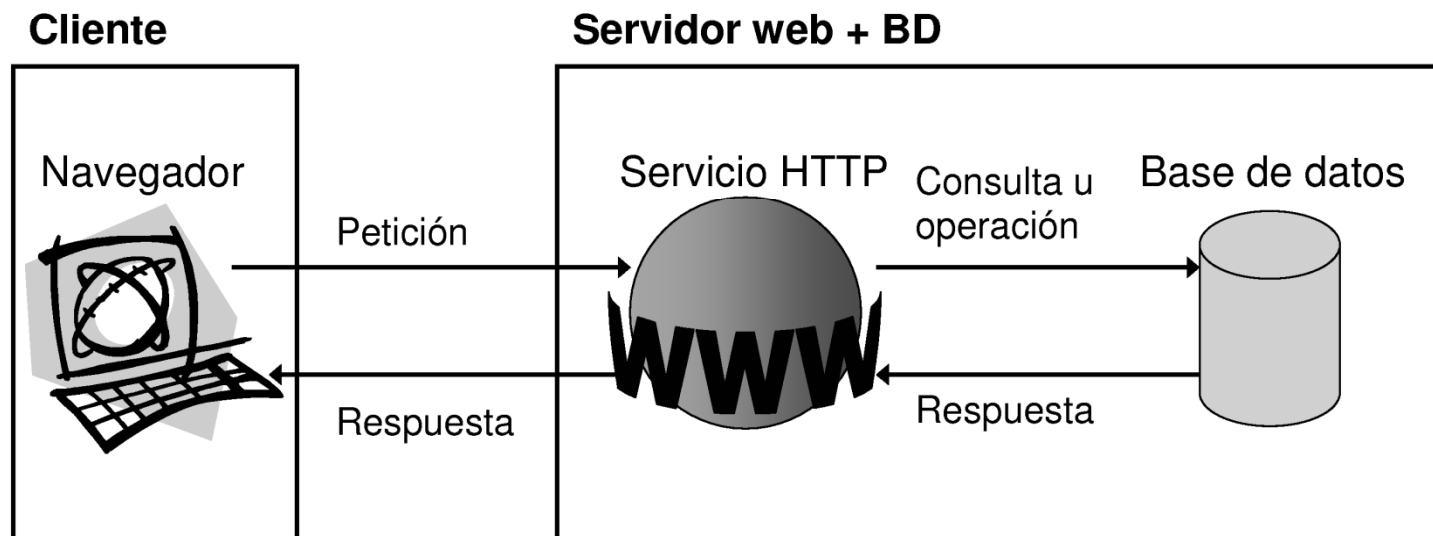 Cliente
Servidor web + BD
Navegador
Petición
Respuesta
Servicio HTTP
WWW
Consulta u
operación
Respuesta
Base de datos